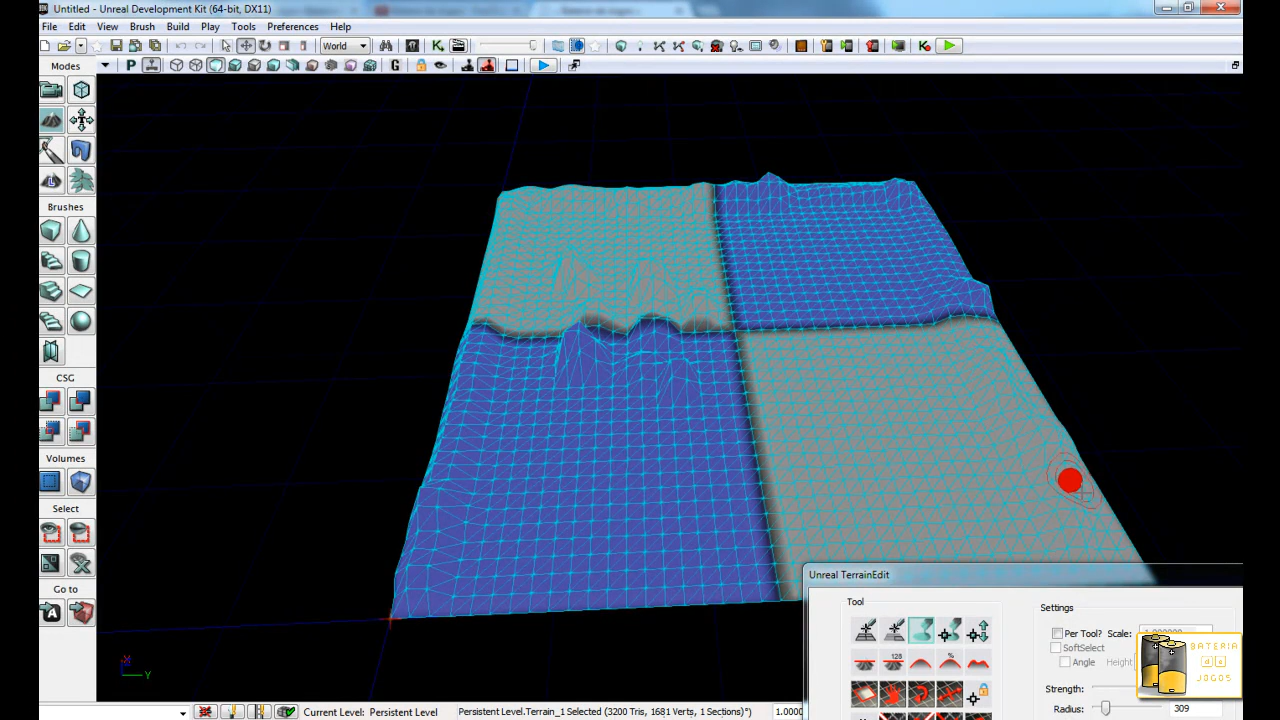 Untitled - Unreal Development Kit (64-bit, DX11)
File Edit View Brush Build Play Tools Preferences Help
World
Modes
P
G
Brushes
CSG
Volumes
Select
Go to
X
Y
Unreal TerrainEdit
Tool
Settings
Per Tool? Scale:
SoftSelect
Angle Height
128
%
Strength:
Radius: 309
BATERIA
de
JOGOS
Current Level: Persistent Level
Persistent Level.Terrain_1 Selected (3200 Tris, 1681 Verts, 1 Sections)*)
1.0000